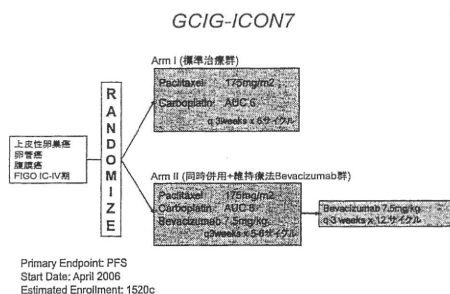 GCIG-ICON7
Arm I (標準治療群)
Paclitaxel 175mg/m2
Carboplatin AUC 6
q 3weeks x 6サイクル
RANDOMIZE
上皮性卵巣癌
卵管癌
腹膜癌
FIGO IC-IV期
Arm II (同時併用+維持療法Bevacizumab群)
Paclitaxel 175mg/m2
Carboplatin AUC 6
Bevacizumab 7.5mg/kg
q3weeks x 5-6サイクル
Bevacizumab 7.5mg/kg
q 3 weeks x 12 サイクル
Primary Endpoint: PFS
Start Date: April 2006
Estimated Enrollment: 1520c